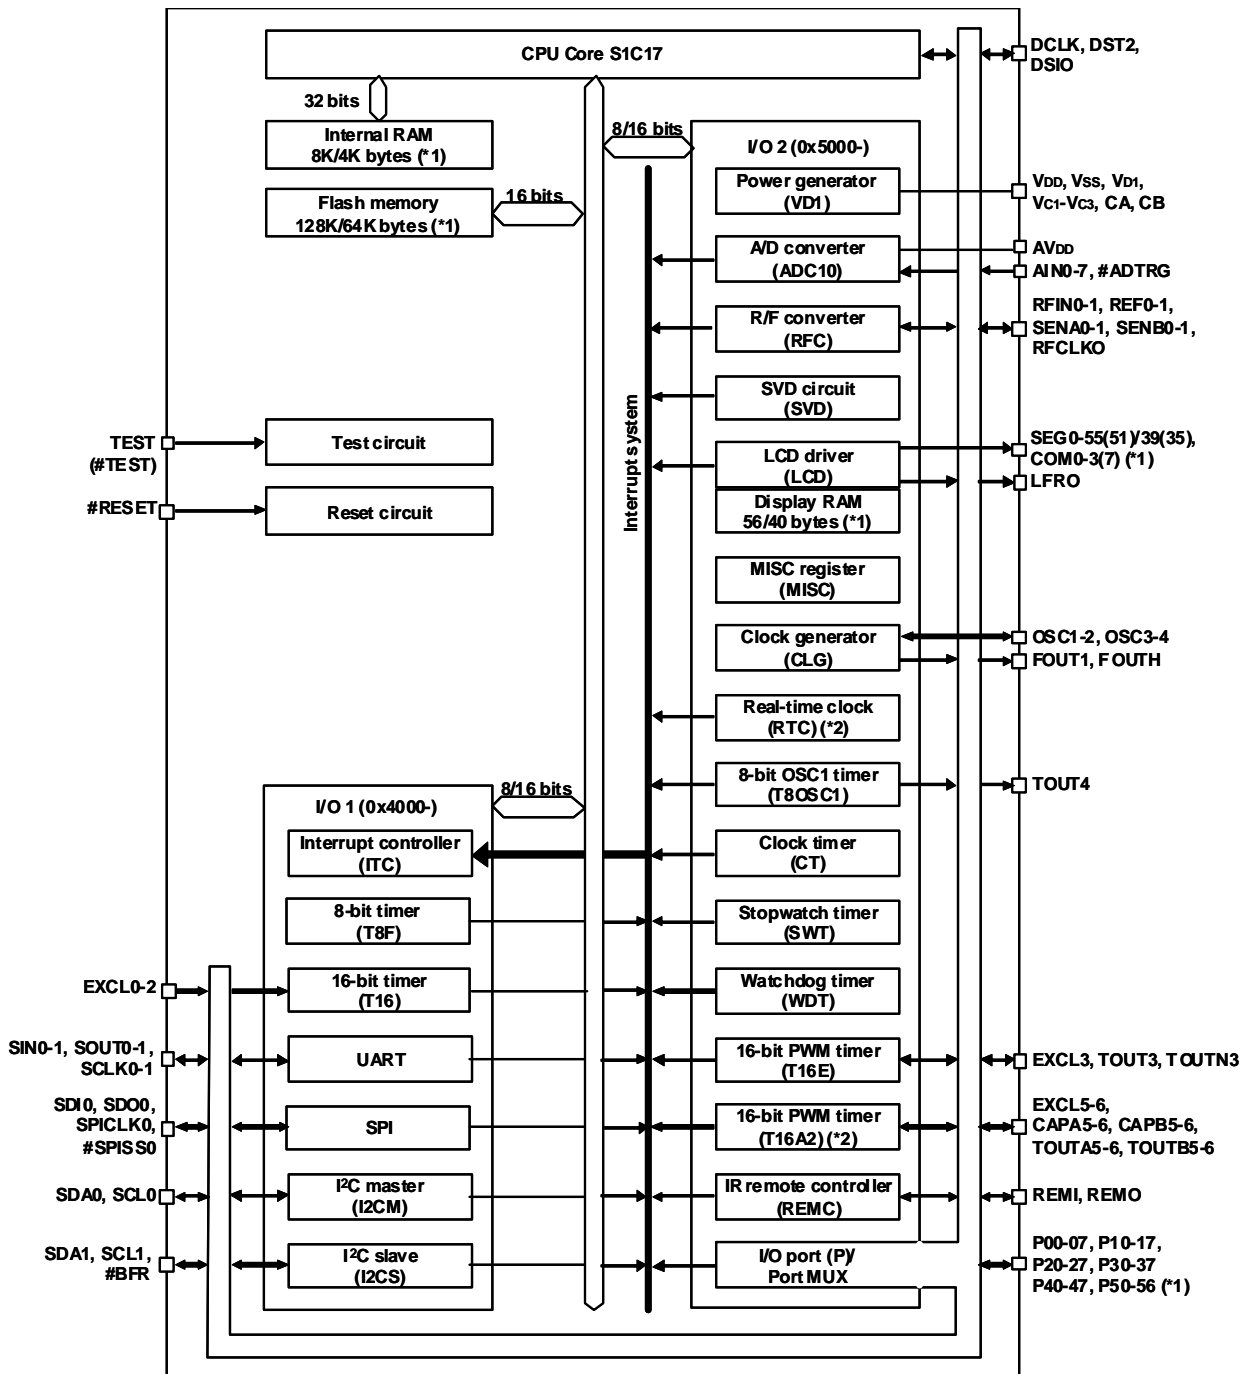 CPU Core S1C17
DCLK, DST2,
DSIO
32 bits
Internal RAM
8K/4K bytes (*1)
8/16 bits
I/O 2 (0x5000-)
Flash memory
128K/64K bytes (*1)
16 bits
Power generator
(VD1)
VDD, VSS, VD1,
VC1-VC3, CA, CB
A/D converter
(ADC10)
AVDD
AIN0-7, #ADTRG
R/F converter
(RFC)
RFIN0-1, REF0-1,
SENA0-1, SENB0-1,
RFCLKO
SVD circuit
(SVD)
Interrupt system
TEST
(#TEST)
Test circuit
LCD driver
(LCD)
SEG0-55(51)/39(35),
COM0-3(7) (*1)
LFRO
#RESET
Reset circuit
Display RAM
56/40 bytes (*1)
MISC register
(MISC)
Clock generator
(CLG)
OSC1-2, OSC3-4
FOUT1, FOUTH
Real-time clock
(RTC) (*2)
8-bit OSC1 timer
(T8OSC1)
TOUT4
I/O 1 (0x4000-)
8/16 bits
Interrupt controller
(ITC)
Clock timer
(CT)
8-bit timer
(T8F)
Stopwatch timer
(SWT)
EXCL0-2
16-bit timer
(T16)
Watchdog timer
(WDT)
SIN0-1, SOUT0-1,
SCLK0-1
UART
16-bit PWM timer
(T16E)
EXCL3, TOUT3, TOUTN3
SDI0, SDO0,
SPICLK0,
#SPISS0
SPI
16-bit PWM timer
(T16A2) (*2)
EXCL5-6,
CAPA5-6, CAPB5-6,
TOUTA5-6, TOUTB5-6
SDA0, SCL0
I²C master
(I2CM)
IR remote controller
(REMC)
REMI, REMO
SDA1, SCL1,
#BFR
I²C slave
(I2CS)
I/O port (P)/
Port MUX
P00-07, P10-17,
P20-27, P30-37
P40-47, P50-56 (*1)